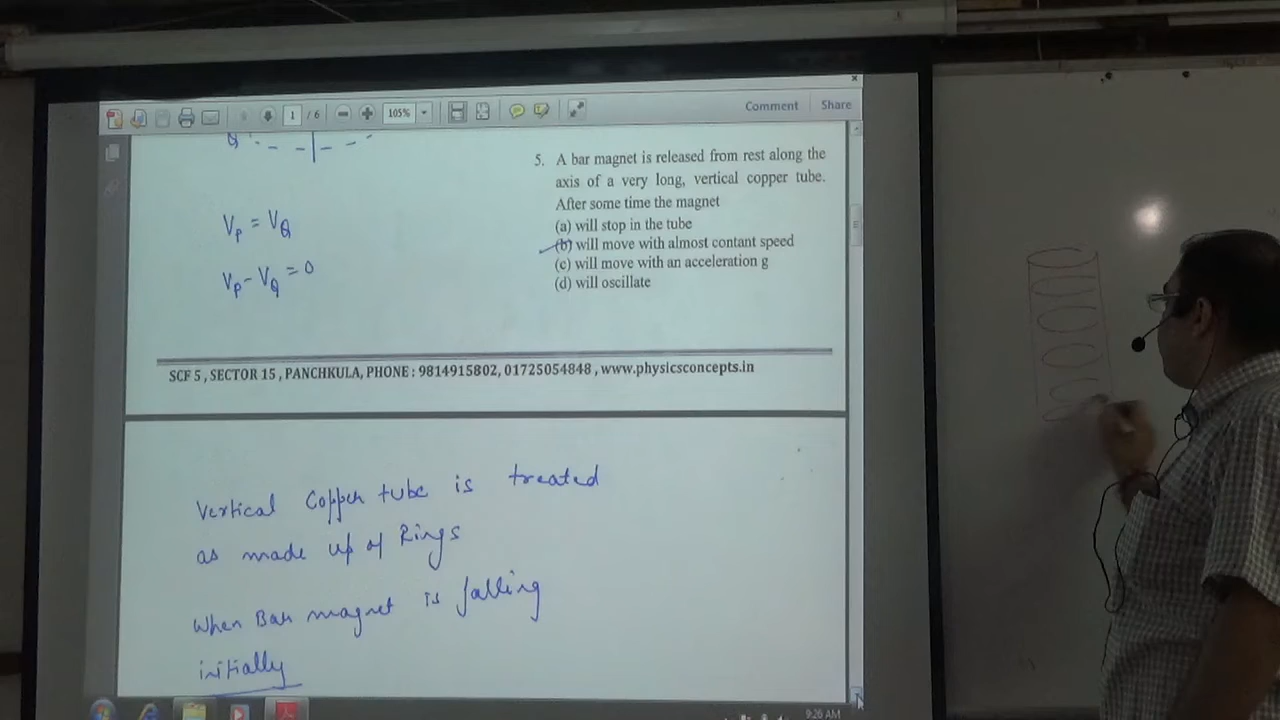 1 / 6
105%
Comment
Share
Q
VP = VQ
VP - VQ = 0
5. A bar magnet is released from rest along the
axis of a very long, vertical copper tube.
After some time the magnet
(a) will stop in the tube
(b) will move with almost contant speed
(c) will move with an acceleration g
(d) will oscillate
SCF 5 , SECTOR 15 , PANCHKULA, PHONE : 9814915802, 01725054848 , www.physicsconcepts.in
Vertical Copper tube is treated
as made up of Rings
When Bar magnet is falling
initially
9:26 AM